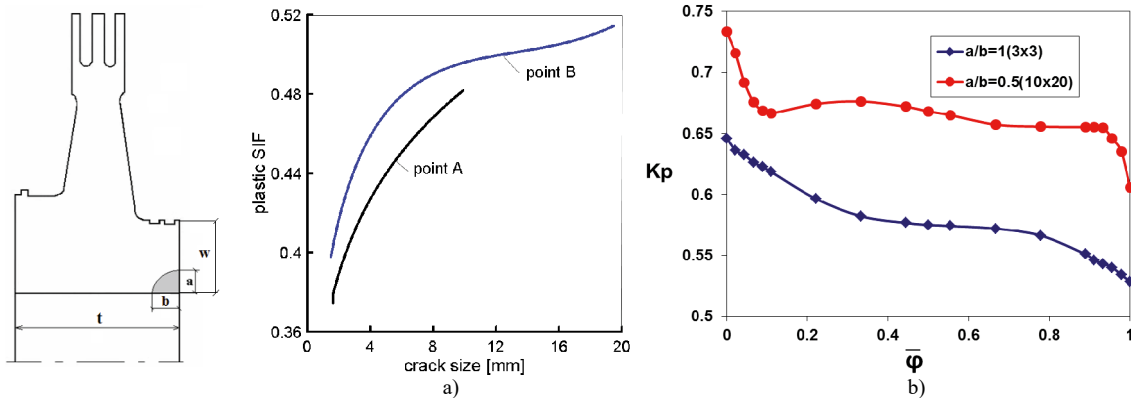 w
a
b
t
0.52
0.48
0.44
0.4
0.36
plastic SIF
point B
point A
0 4 8 12 16 20
crack size [mm]
a)
0.75
0.7
0.65
0.6
0.55
0.5
Kp
a/b=1(3x3)
a/b=0.5(10x20)
0 0.2 0.4 0.6 0.8 1
φ̅
b)